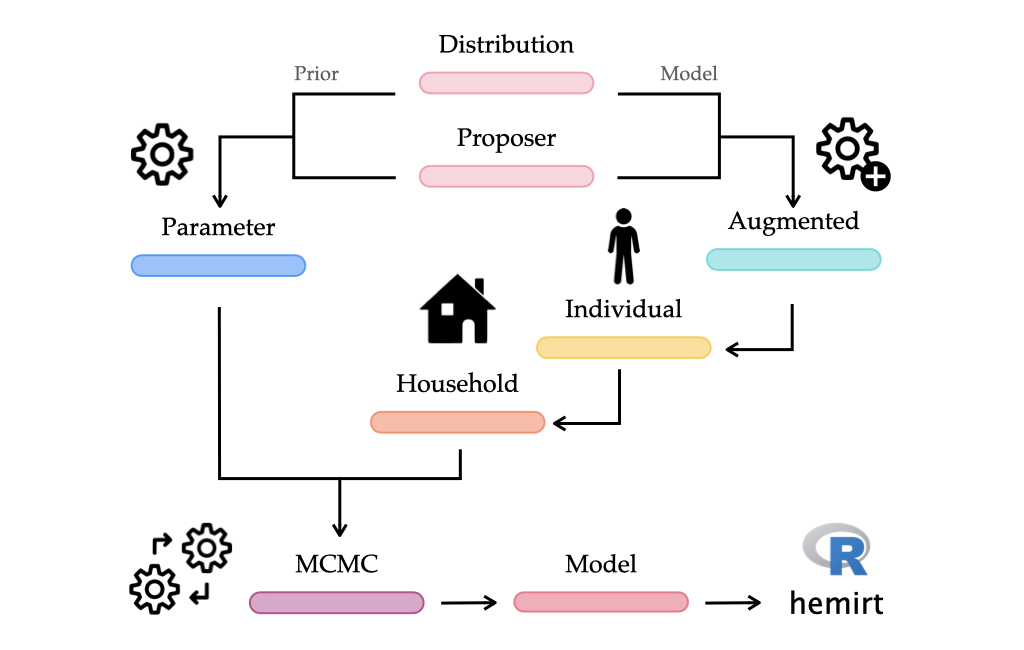 Distribution
Prior
Model
Proposer
Parameter
Augmented
Individual
Household
MCMC
Model
R
hemirt